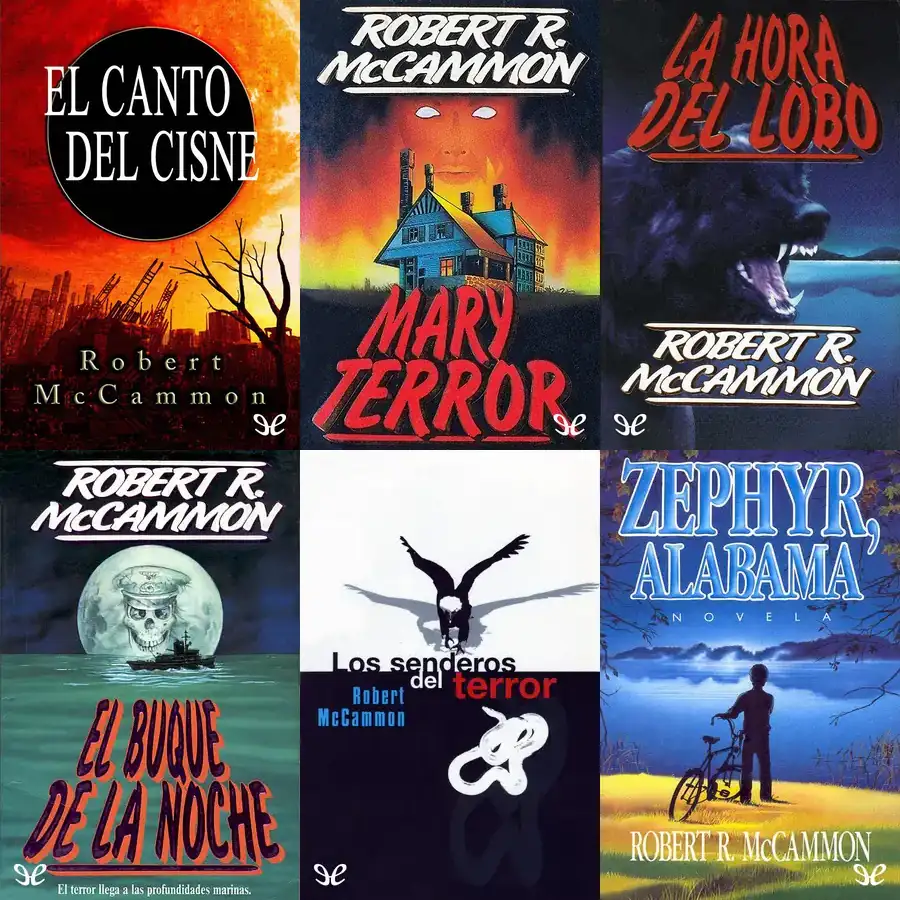 EL CANTO
DEL CISNE
Robert
McCammon
ROBERT R.
McCAMMON
MARY
TERROR
LA HORA
DEL LOBO
ROBERT R.
McCAMMON
ROBERT R.
McCAMMON
EL BUQUE
DE LA NOCHE
El terror llega a las profundidades marinas.
Los senderos
del terror
Robert
McCammon
ZEPHYR,
ALABAMA
NOVELA
ROBERT R. McCAMMON